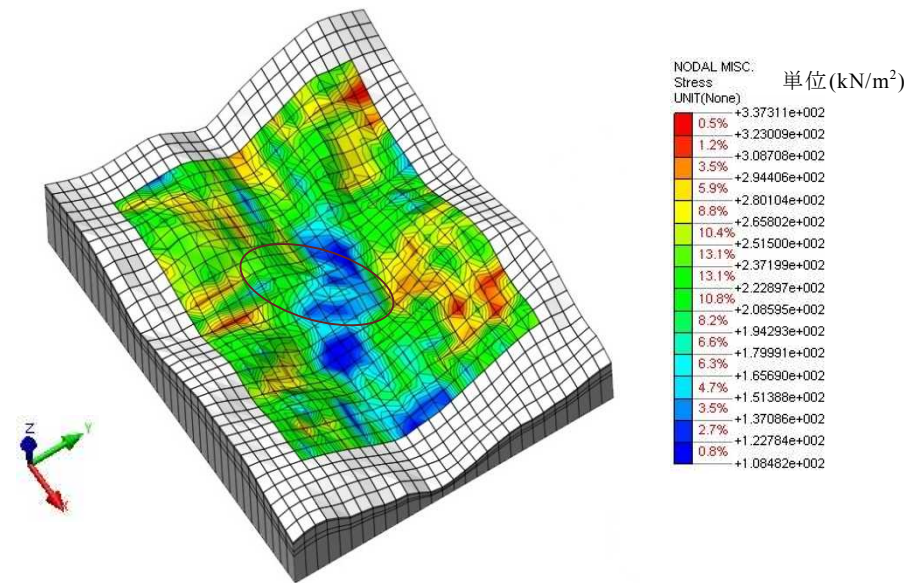 NODAL MISC.
Stress
単位(kN/m²)
UNIT(None)
+3.37311e+002
0.5%
+3.23009e+002
1.2%
+3.08708e+002
3.5%
+2.94406e+002
5.9%
+2.80104e+002
8.8%
+2.65802e+002
10.4%
+2.51500e+002
13.1%
+2.37199e+002
13.1%
+2.22897e+002
10.8%
+2.08595e+002
8.2%
+1.94293e+002
6.6%
+1.79991e+002
6.3%
+1.65690e+002
4.7%
+1.51388e+002
3.5%
+1.37086e+002
2.7%
+1.22784e+002
0.8%
+1.08482e+002
Z
Y
X